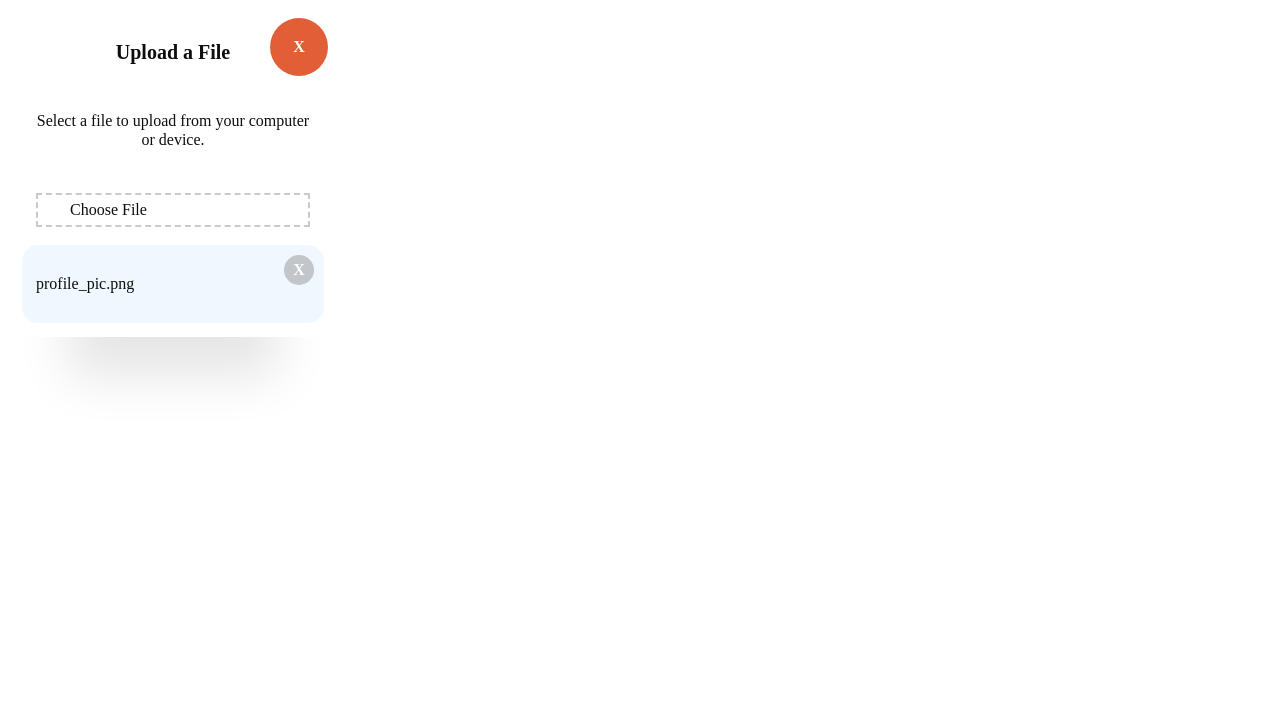 Upload a File
X
Select a file to upload from your computer
or device.
Choose File
X
profile_pic.png